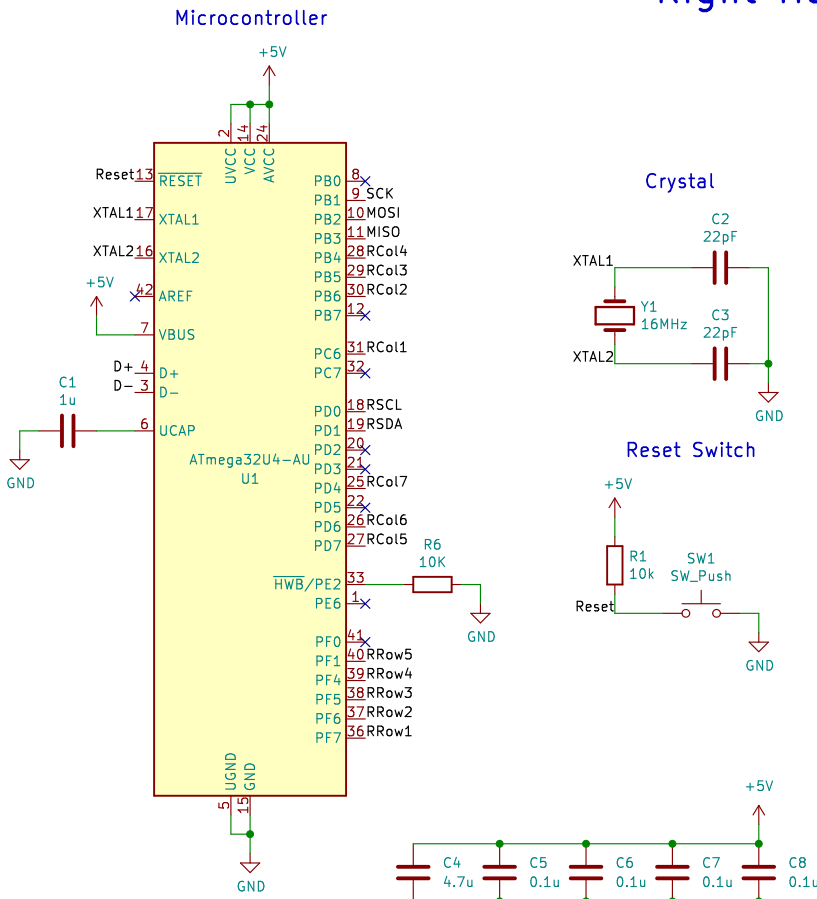 Microcontroller
+5V
2
14
24
UVCC
VCC
AVCC
Reset 13 RESET
XTAL1 17 XTAL1
XTAL2 16 XTAL2
+5V
42 AREF
7 VBUS
D+ 4 D+
D- 3 D-
C1
1u
6 UCAP
GND
ATmega32U4-AU
U1
PB0 8
PB1 9 SCK
PB2 10 MOSI
PB3 11 MISO
PB4 28 RCol4
PB5 29 RCol3
PB6 30 RCol2
PB7 12
PC6 31 RCol1
PC7 32
PD0 18 RSCL
PD1 19 RSDA
PD2 20
PD3 21
PD4 25 RCol7
PD5 22
PD6 26 RCol6
PD7 27 RCol5
HWB/PE2 33
PE6 1
PF0 41
PF1 40 RRow5
PF4 39 RRow4
PF5 38 RRow3
PF6 37 RRow2
PF7 36 RRow1
R6
10K
GND
UGND
GND
5
15
GND
Crystal
C2
22pF
XTAL1
Y1
16MHz
C3
22pF
XTAL2
GND
Reset Switch
+5V
R1
10k
SW1
SW_Push
Reset
GND
+5V
C4
4.7u
C5
0.1u
C6
0.1u
C7
0.1u
C8
0.1u